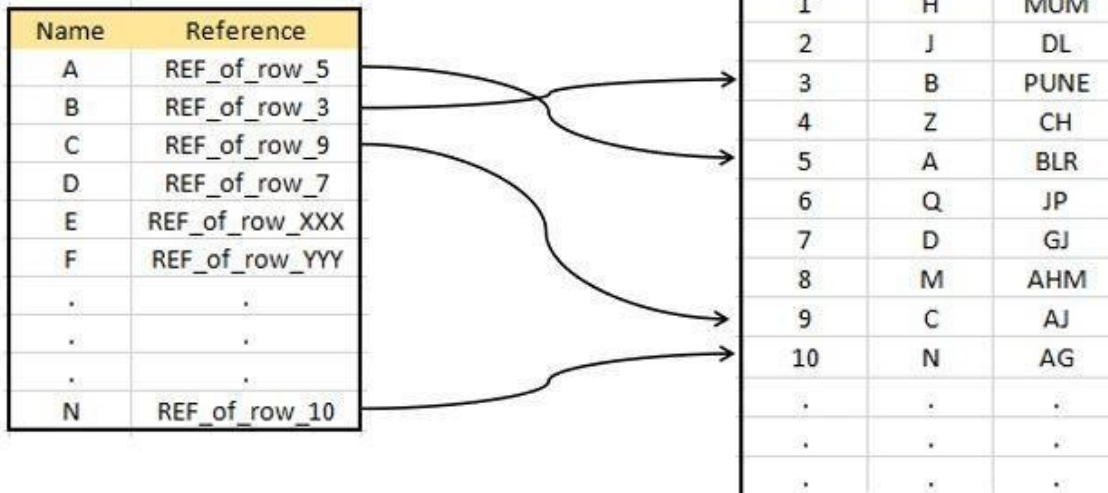 Name Reference
A REF_of_row_5
B REF_of_row_3
C REF_of_row_9
D REF_of_row_7
E REF_of_row_XXX
F REF_of_row_YYY
. .
. .
. .
N REF_of_row_10
1 H MUM
2 J DL
3 B PUNE
4 Z CH
5 A BLR
6 Q JP
7 D GJ
8 M AHM
9 C AJ
10 N AG
. . .
. . .
. . .